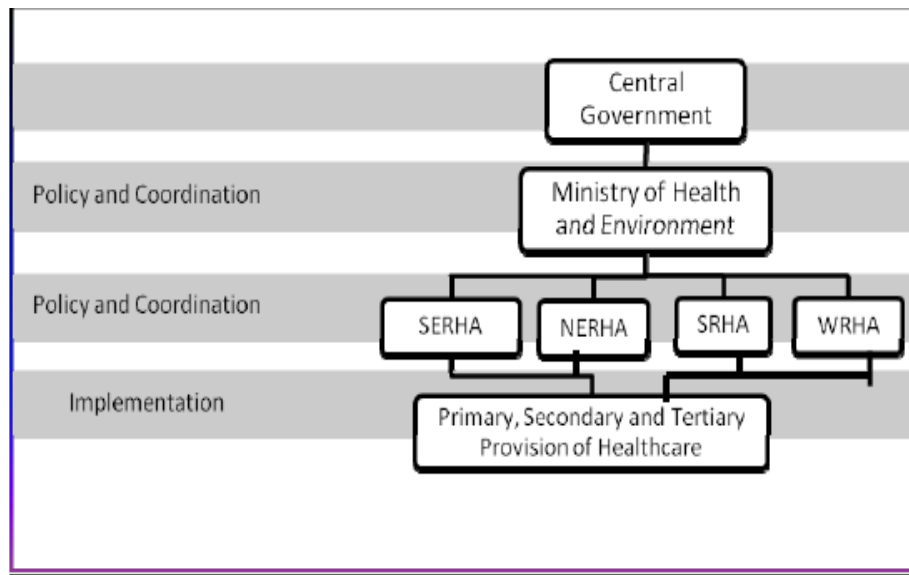 Central
Government
Policy and Coordination
Ministry of Health
and Environment
Policy and Coordination
SERHA
NERHA
SRHA
WRHA
Implementation
Primary, Secondary and Tertiary
Provision of Healthcare